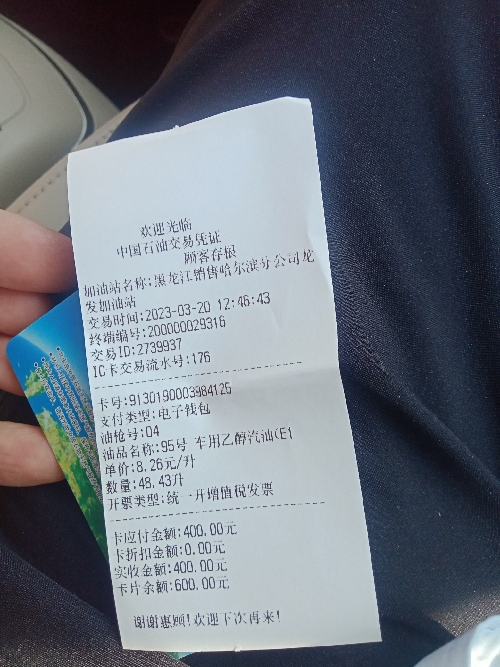 欢迎光临
中国石油交易凭证
顾客存根
加油站名称:黑龙江销售哈尔滨分公司龙
发加油站
交易时间:2023-03-20 12:46:43
终端编号:200000029316
交易ID:2739937
IC卡交易流水号:176
卡号:9130190003984125
支付类型:电子钱包
油枪号:04
油品名称:95号 车用乙醇汽油(E1
单价:8.26元/升
数量:48.43升
开票类型:统一开增值税发票
卡应付金额:400.00元
卡折扣金额:0.00元
实收金额:400.00元
卡片余额:600.00元
谢谢惠顾!欢迎下次再来!